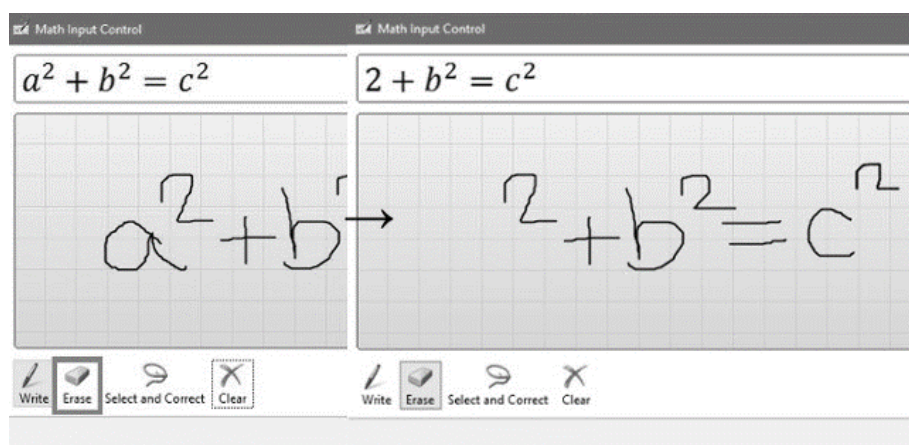 Math Input Control
a² + b² = c²
a² + b
Write Erase Select and Correct Clear
→
Math Input Control
2 + b² = c²
² + b² = c²
Write Erase Select and Correct Clear